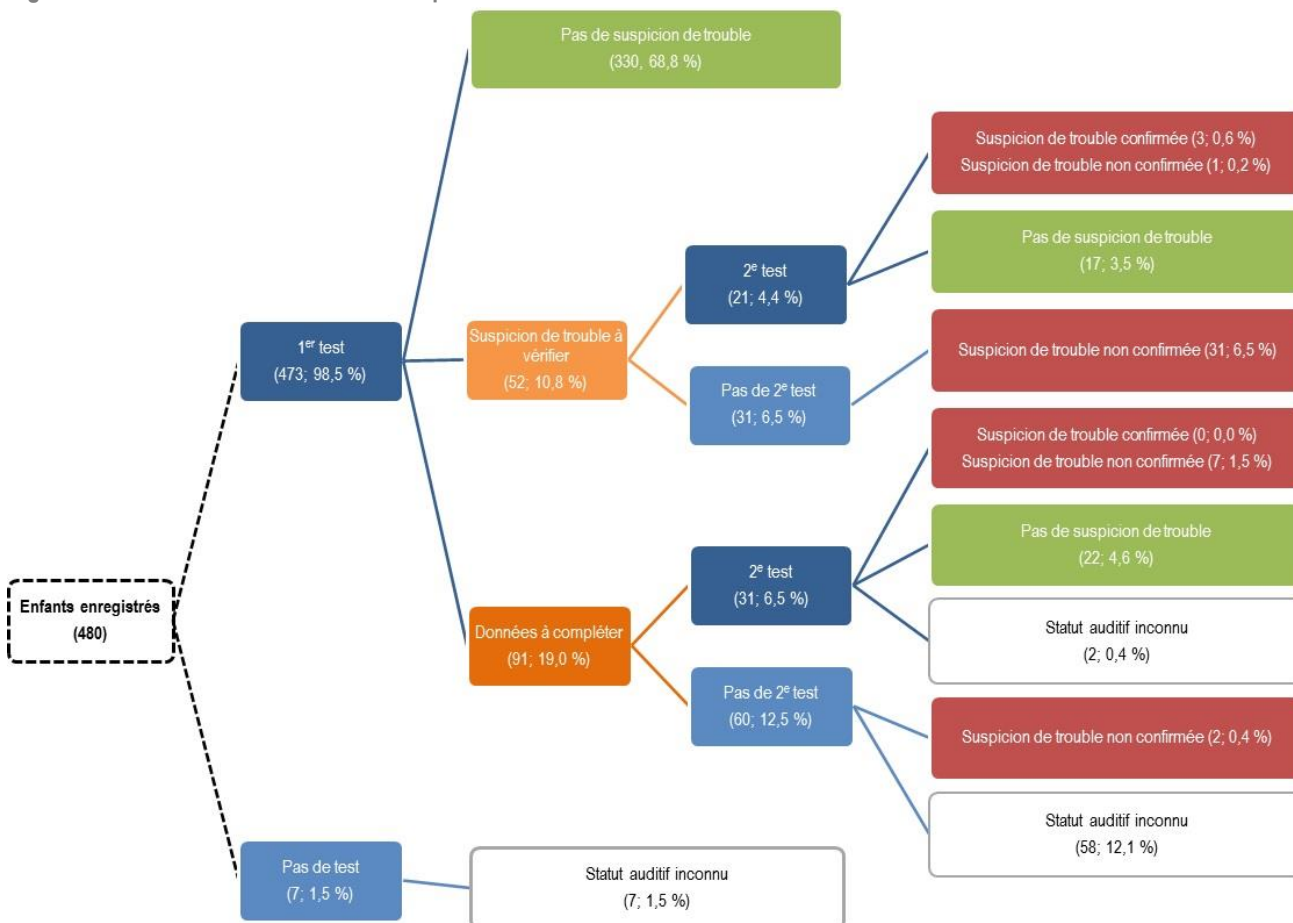 Pas de suspicion de trouble
(330, 68,8 %)
Suspicion de trouble confirmée (3; 0,6 %)
Suspicion de trouble non confirmée (1; 0,2 %)
Pas de suspicion de trouble
(17; 3,5 %)
2e test
(21; 4,4 %)
1er test
(473; 98,5 %)
Suspicion de trouble à
vérifier
(52; 10,8 %)
Suspicion de trouble non confirmée (31; 6,5 %)
Pas de 2e test
(31; 6,5 %)
Suspicion de trouble confirmée (0; 0,0 %)
Suspicion de trouble non confirmée (7; 1,5 %)
Pas de suspicion de trouble
(22; 4,6 %)
2e test
(31; 6,5 %)
Enfants enregistrés
(480)
Données à compléter
(91; 19,0 %)
Statut auditif inconnu
(2; 0,4 %)
Pas de 2e test
(60; 12,5 %)
Suspicion de trouble non confirmée (2; 0,4 %)
Statut auditif inconnu
(58; 12,1 %)
Pas de test
(7; 1,5 %)
Statut auditif inconnu
(7; 1,5 %)